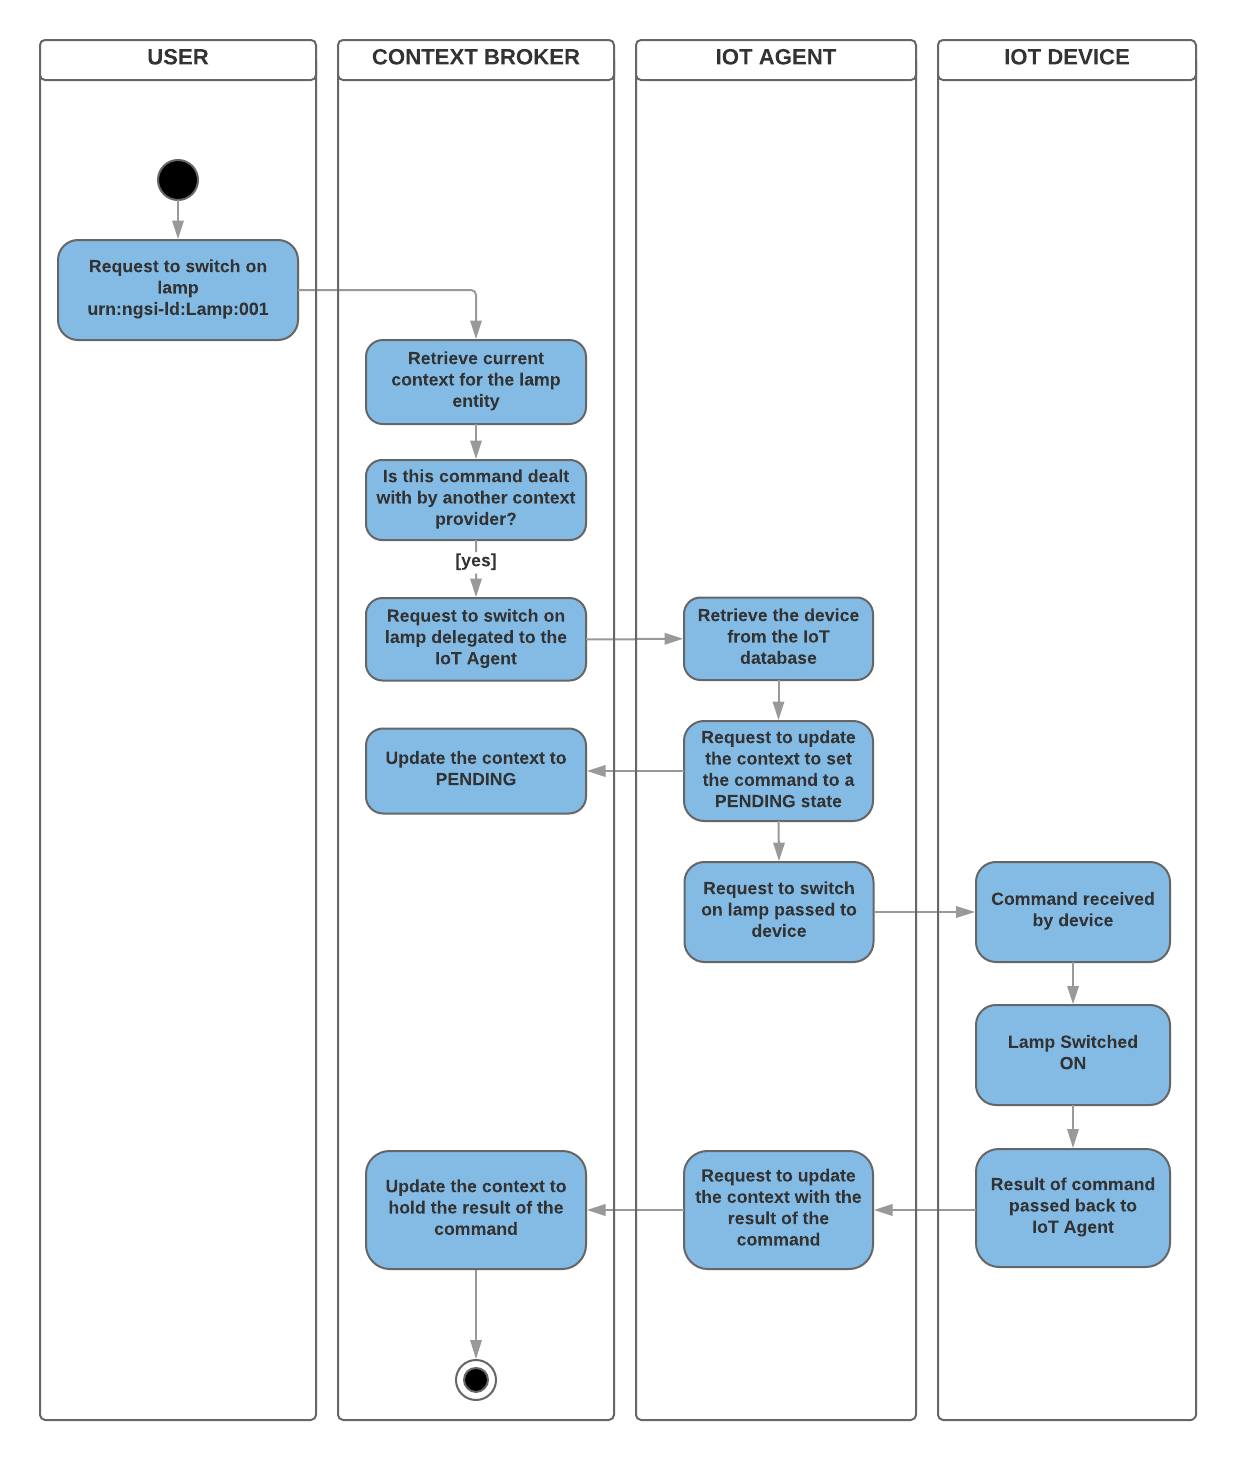 USER
CONTEXT BROKER
IOT AGENT
IOT DEVICE
Request to switch on
lamp
urn:ngsi-ld:Lamp:001
Retrieve current
context for the lamp
entity
Is this command dealt
with by another context
provider?
[yes]
Request to switch on
lamp delegated to the
IoT Agent
Retrieve the device
from the IoT
database
Request to update
the context to set
the command to a
PENDING state
Update the context to
PENDING
Request to switch
on lamp passed to
device
Command received
by device
Lamp Switched
ON
Result of command
passed back to
IoT Agent
Request to update
the context with the
result of the
command
Update the context to
hold the result of the
command